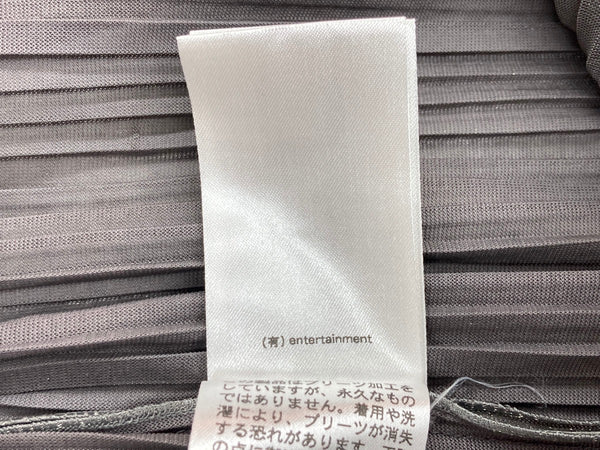 (有) entertainment
プリーツ加工を
していますが、永久なもの
ではありません。着用や洗
濯により、プリーツが消失
する恐れがあります。